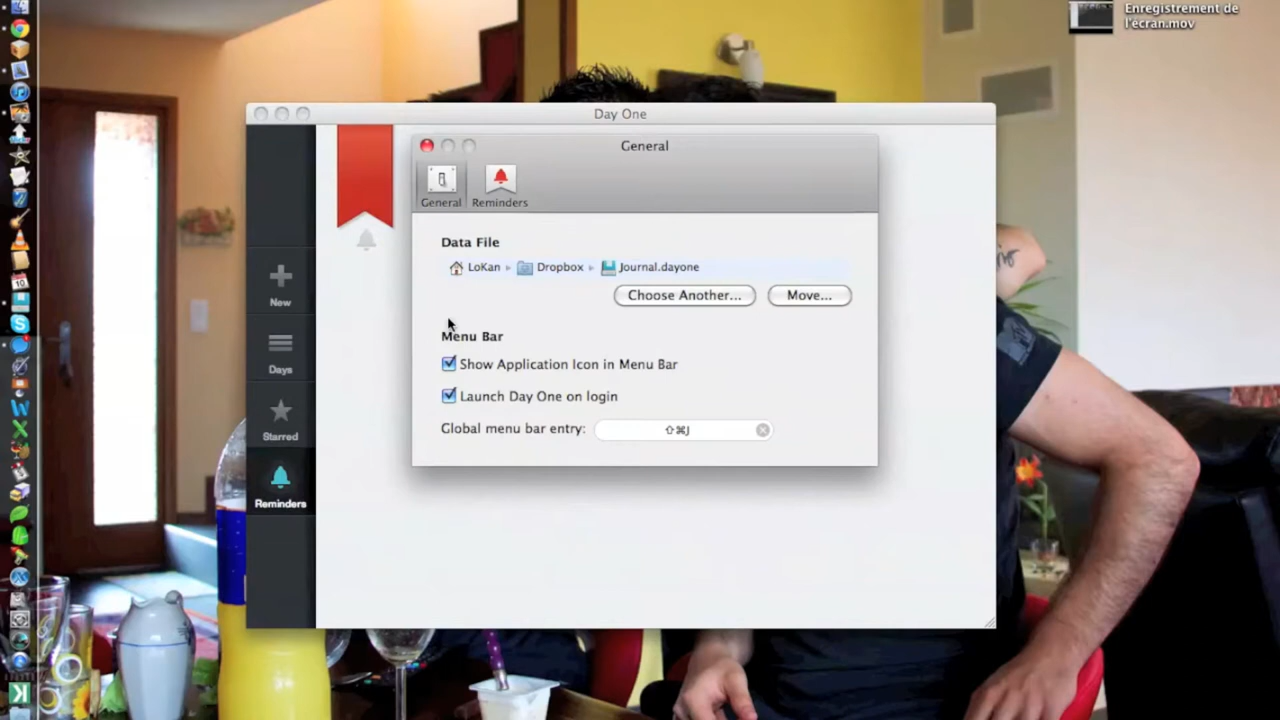 Enregistrement de
l'écran.mov
Day One
General
General
Reminders
Data File
LoKan ▸ Dropbox ▸ Journal.dayone
Choose Another...
Move...
New
Menu Bar
Show Application Icon in Menu Bar
Days
Launch Day One on login
Global menu bar entry: ⇧⌘J
Starred
Reminders